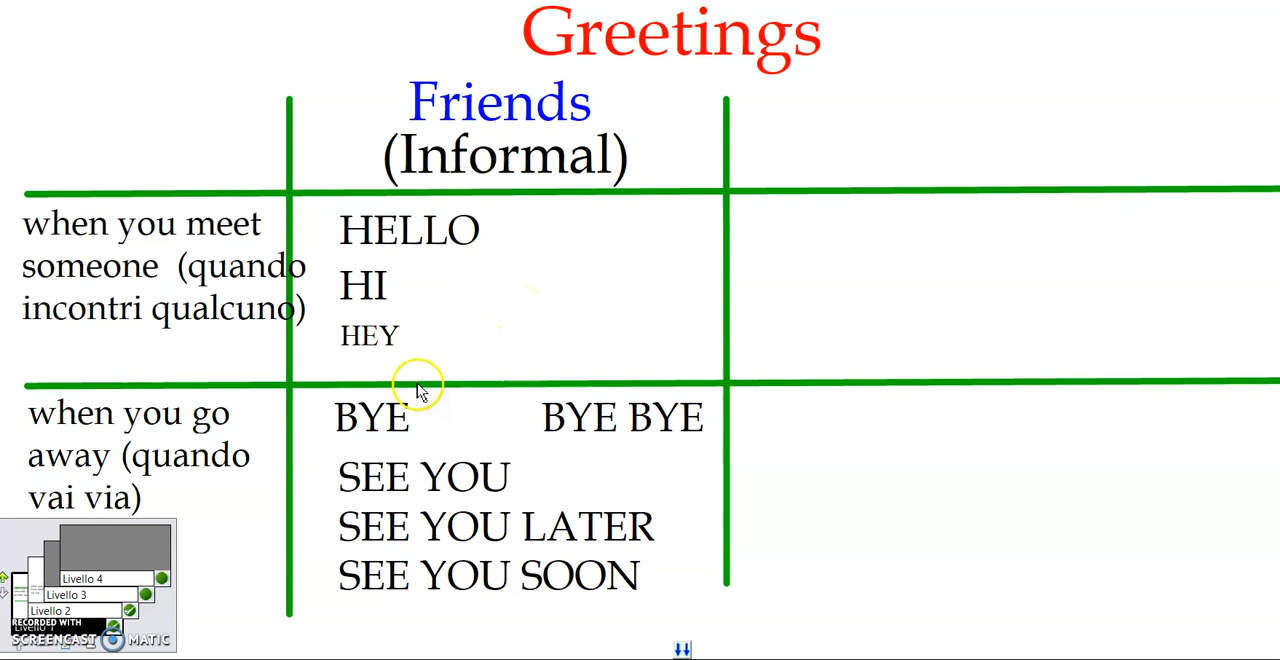 Greetings
Friends
(Informal)
when you meet
someone (quando
incontri qualcuno)
HELLO
HI
HEY
when you go
away (quando
vai via)
BYE BYE BYE
SEE YOU
SEE YOU LATER
SEE YOU SOON
Livello 4
Livello 3
Livello 2
Livello 1
RECORDED WITH
SCREENCAST MATIC